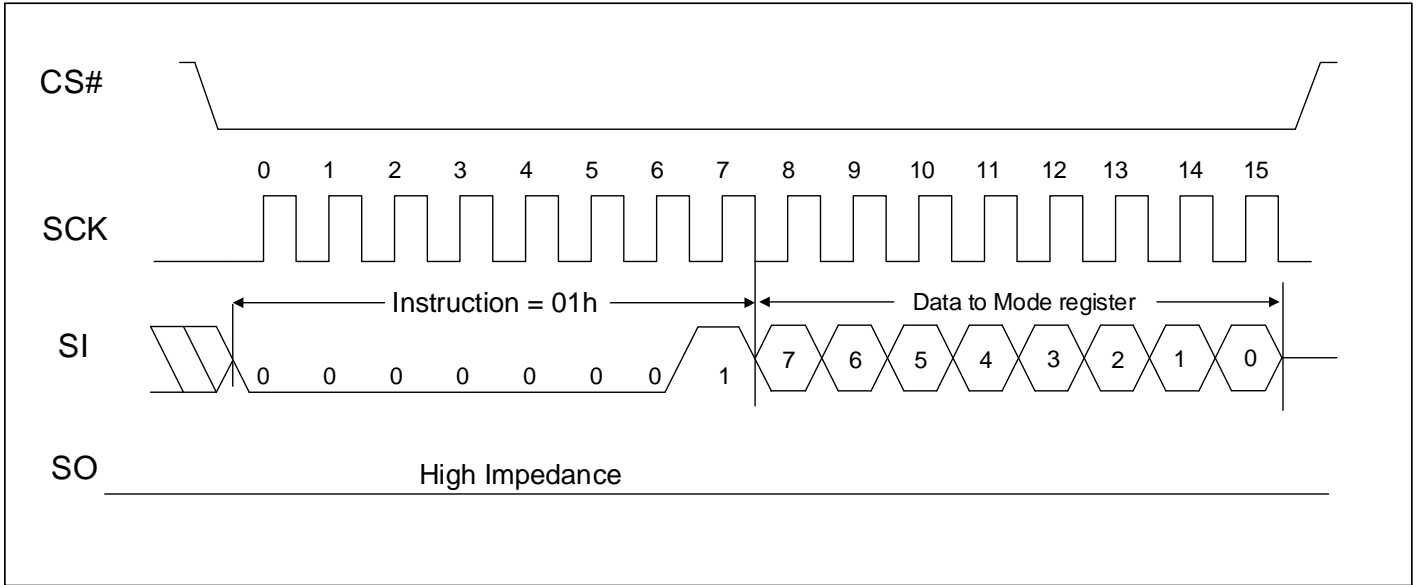 CS#
0 1 2 3 4 5 6 7 8 9 10 11 12 13 14 15
SCK
Instruction = 01h Data to Mode register
SI
0 0 0 0 0 0 0 1 7 6 5 4 3 2 1 0
SO
High Impedance